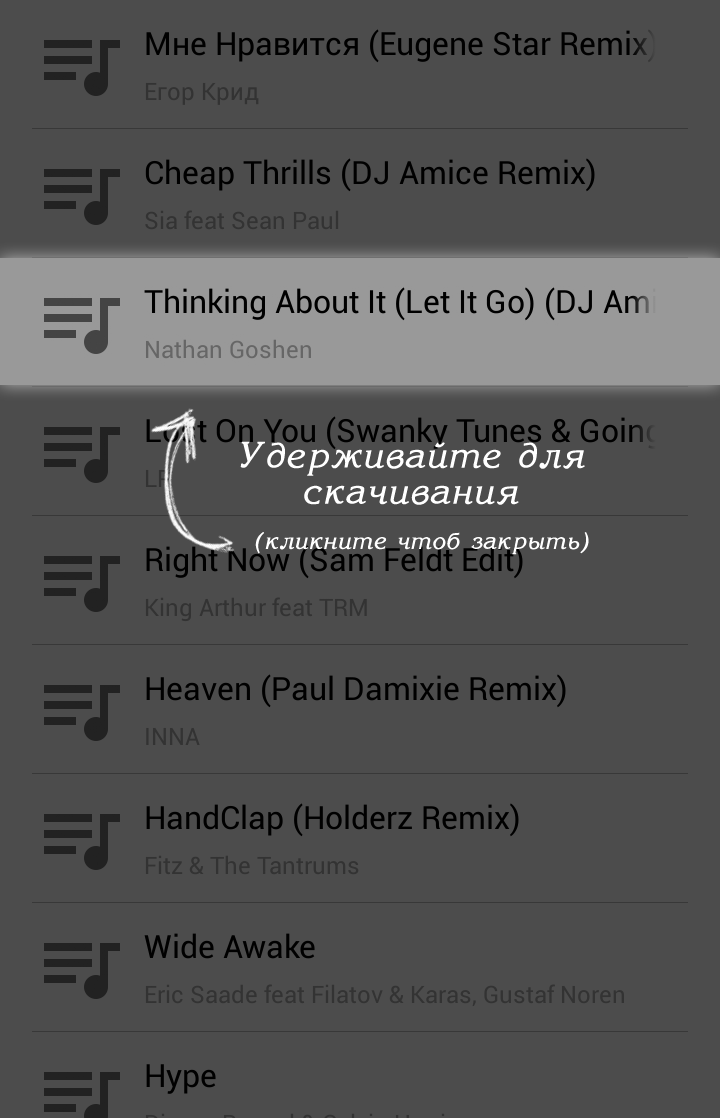 Мне Нравится (Eugene Star Remix)
Егор Крид
Cheap Thrills (DJ Amice Remix)
Sia feat Sean Paul
Thinking About It (Let It Go) (DJ Ami
Nathan Goshen
Lost On You (Swanky Tunes & Going
LP
Удерживайте для
скачивания
(кликните чтоб закрыть)
Right Now (Sam Feldt Edit)
King Arthur feat TRM
Heaven (Paul Damixie Remix)
INNA
HandClap (Holderz Remix)
Fitz & The Tantrums
Wide Awake
Eric Saade feat Filatov & Karas, Gustaf Noren
Hype